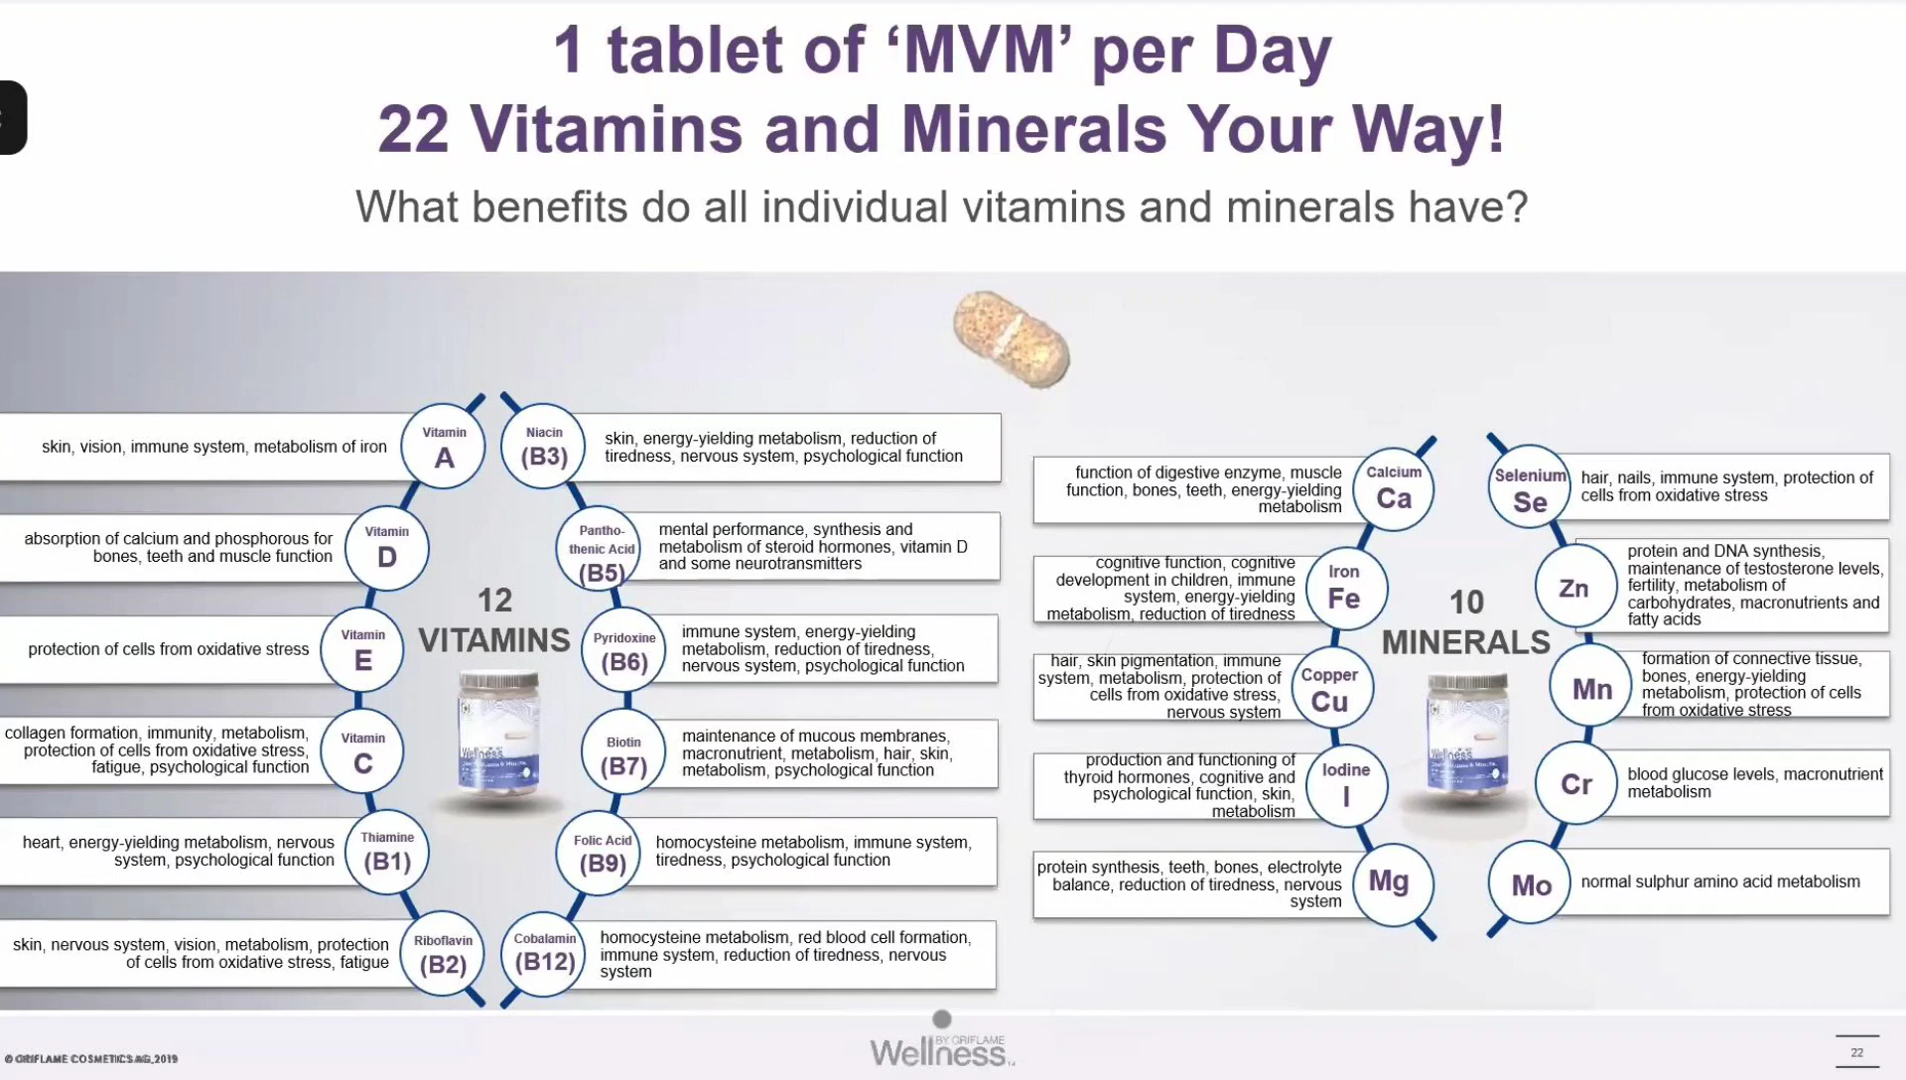 1 tablet of ‘MVM’ per Day
22 Vitamins and Minerals Your Way!
What benefits do all individual vitamins and minerals have?
skin, vision, immune system, metabolism of iron
Vitamin
A
absorption of calcium and phosphorous for
bones, teeth and muscle function
Vitamin
D
protection of cells from oxidative stress
Vitamin
E
collagen formation, immunity, metabolism,
protection of cells from oxidative stress,
fatigue, psychological function
Vitamin
C
heart, energy-yielding metabolism, nervous
system, psychological function
Thiamine
(B1)
skin, nervous system, vision, metabolism, protection
of cells from oxidative stress, fatigue
Riboflavin
(B2)
12
VITAMINS
Wellness
Niacin
(B3)
skin, energy-yielding metabolism, reduction of
tiredness, nervous system, psychological function
Pantho-
thenic Acid
(B5)
mental performance, synthesis and
metabolism of steroid hormones, vitamin D
and some neurotransmitters
Pyridoxine
(B6)
immune system, energy-yielding
metabolism, reduction of tiredness,
nervous system, psychological function
Biotin
(B7)
maintenance of mucous membranes,
macronutrient, metabolism, hair, skin,
metabolism, psychological function
Folic Acid
(B9)
homocysteine metabolism, immune system,
tiredness, psychological function
Cobalamin
(B12)
homocysteine metabolism, red blood cell formation,
immune system, reduction of tiredness, nervous
system
function of digestive enzyme, muscle
function, bones, teeth, energy-yielding
metabolism
Calcium
Ca
cognitive function, cognitive
development in children, immune
system, energy-yielding
metabolism, reduction of tiredness
Iron
Fe
hair, skin pigmentation, immune
system, metabolism, protection of
cells from oxidative stress,
nervous system
Copper
Cu
production and functioning of
thyroid hormones, cognitive and
psychological function, skin,
metabolism
Iodine
I
protein synthesis, teeth, bones, electrolyte
balance, reduction of tiredness, nervous
system
Mg
10
MINERALS
Wellness
Selenium
Se
hair, nails, immune system, protection of
cells from oxidative stress
Zn
protein and DNA synthesis,
maintenance of testosterone levels,
fertility, metabolism of
carbohydrates, macronutrients and
fatty acids
Mn
formation of connective tissue,
bones, energy-yielding
metabolism, protection of cells
from oxidative stress
Cr
blood glucose levels, macronutrient
metabolism
Mo
normal sulphur amino acid metabolism
© ORIFLAME COSMETICS AG, 2019
BY ORIFLAME
Wellness
22